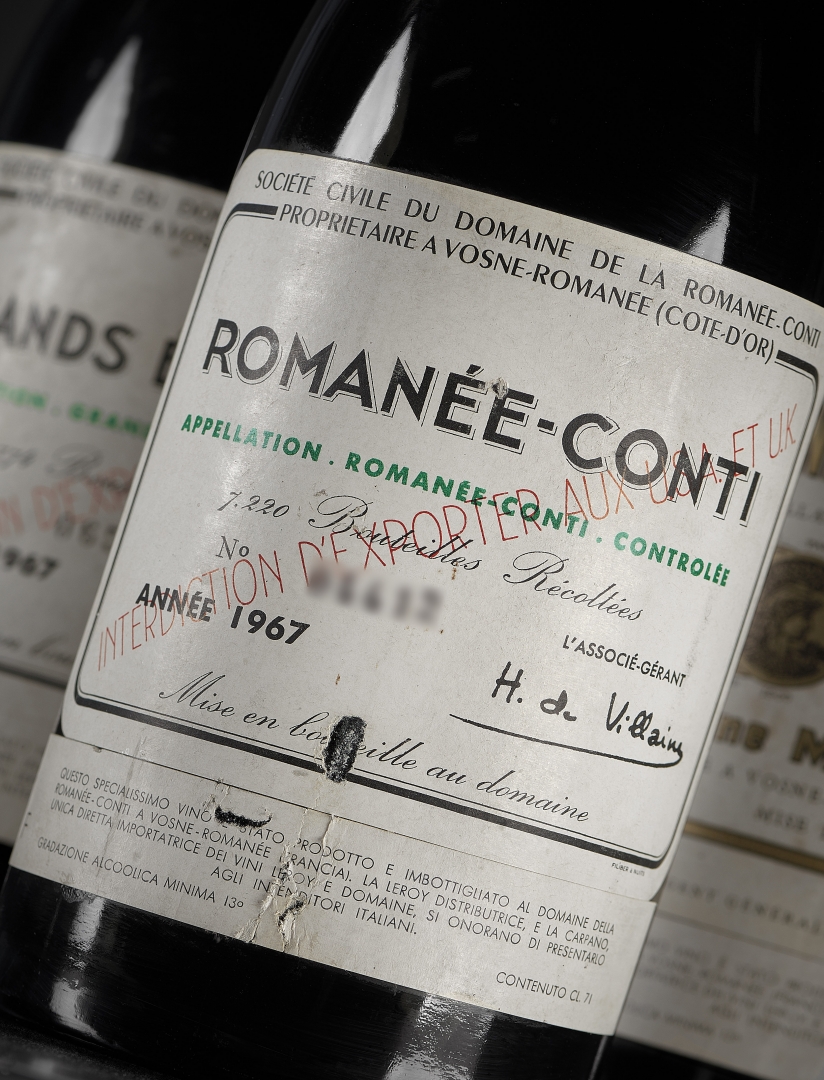 SOCIÉTÉ CIVILE DU DOMAINE DE LA ROMANÉE-CONTI
PROPRIETAIRE A VOSNE-ROMANÉE (COTE-D'OR)
ROMANÉE-CONTI
APPELLATION . ROMANÉE-CONTI . CONTROLÉE
INTERDICTION D'EXPORTER AUX U.S.A. ET U.K
7.220 Bouteilles Récoltées
No
ANNÉE 1967
L'ASSOCIÉ-GÉRANT
H. de Villaine
Mise en bouteille au domaine
QUESTO SPECIALISSIMO VINO STATO PRODOTTO E IMBOTTIGLIATO AL DOMAINE DELLA
ROMANÉE-CONTI A VOSNE-ROMANÉE (FRANCIA). LA LEROY DISTRIBUTRICE, E LA CARPANO,
UNICA DIRETTA IMPORTATRICE DEI VINI LEROY E DOMAINE, SI ONORANO DI PRESENTARLO
AGLI INTENDITORI ITALIANI.
GRADAZIONE ALCOOLICA MINIMA 13°
CONTENUTO CL. 71
ANDS E
1967